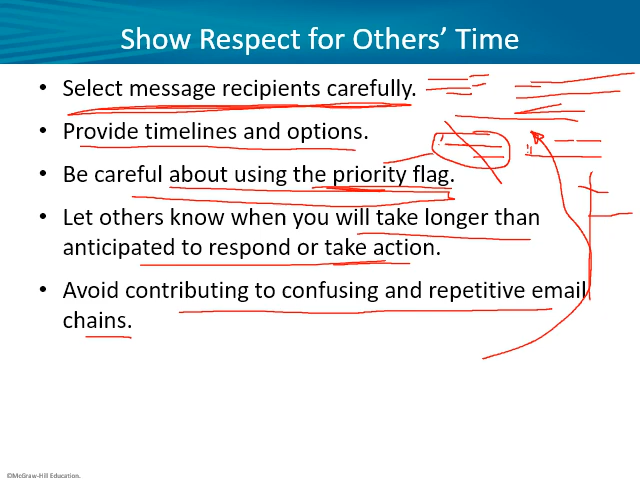 Show Respect for Others’ Time
• Select message recipients carefully.
• Provide timelines and options.
• Be careful about using the priority flag.
• Let others know when you will take longer than
anticipated to respond or take action.
• Avoid contributing to confusing and repetitive email
chains.
©McGraw-Hill Education.